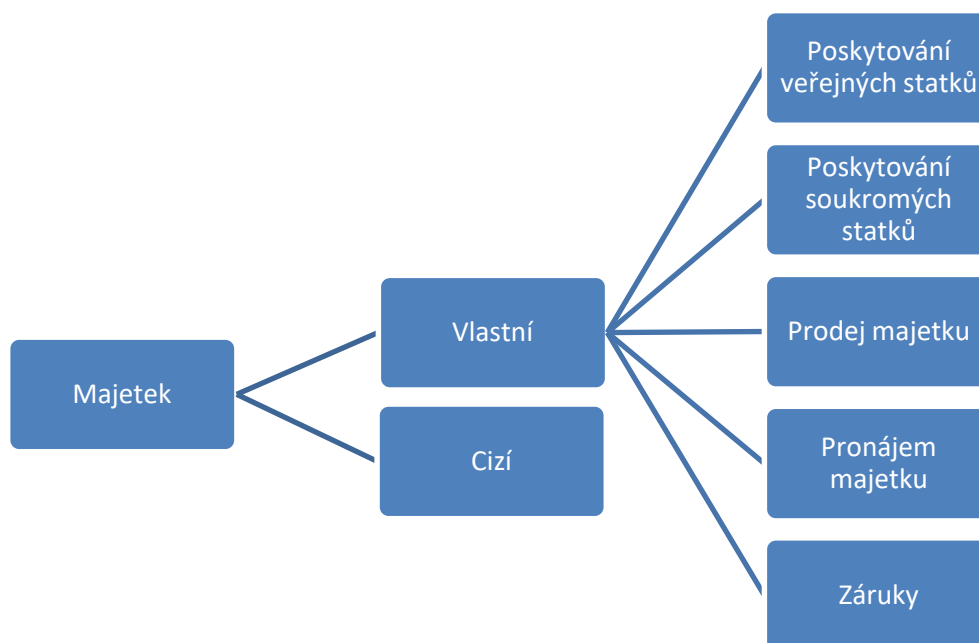 Majetek
Vlastní
Cizí
Poskytování
veřejných statků
Poskytování
soukromých
statků
Prodej majetku
Pronájem
majetku
Záruky